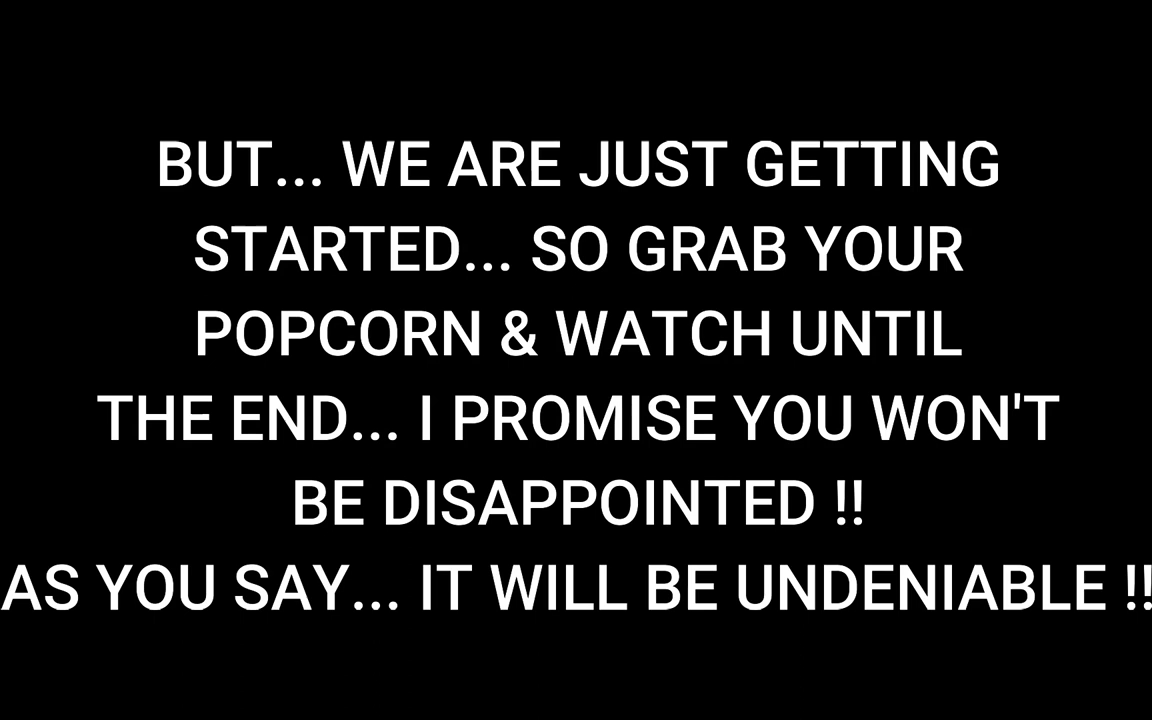 BUT... WE ARE JUST GETTING
STARTED... SO GRAB YOUR
POPCORN & WATCH UNTIL
THE END... I PROMISE YOU WON'T
BE DISAPPOINTED !!
AS YOU SAY... IT WILL BE UNDENIABLE !!